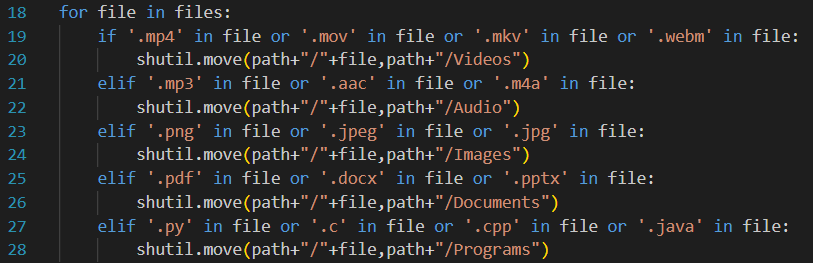 18 for file in files:
19     if '.mp4' in file or '.mov' in file or '.mkv' in file or '.webm' in file:
20         shutil.move(path+"/"+file,path+"/Videos")
21     elif '.mp3' in file or '.aac' in file or '.m4a' in file:
22         shutil.move(path+"/"+file,path+"/Audio")
23     elif '.png' in file or '.jpeg' in file or '.jpg' in file:
24         shutil.move(path+"/"+file,path+"/Images")
25     elif '.pdf' in file or '.docx' in file or '.pptx' in file:
26         shutil.move(path+"/"+file,path+"/Documents")
27     elif '.py' in file or '.c' in file or '.cpp' in file or '.java' in file:
28         shutil.move(path+"/"+file,path+"/Programs")